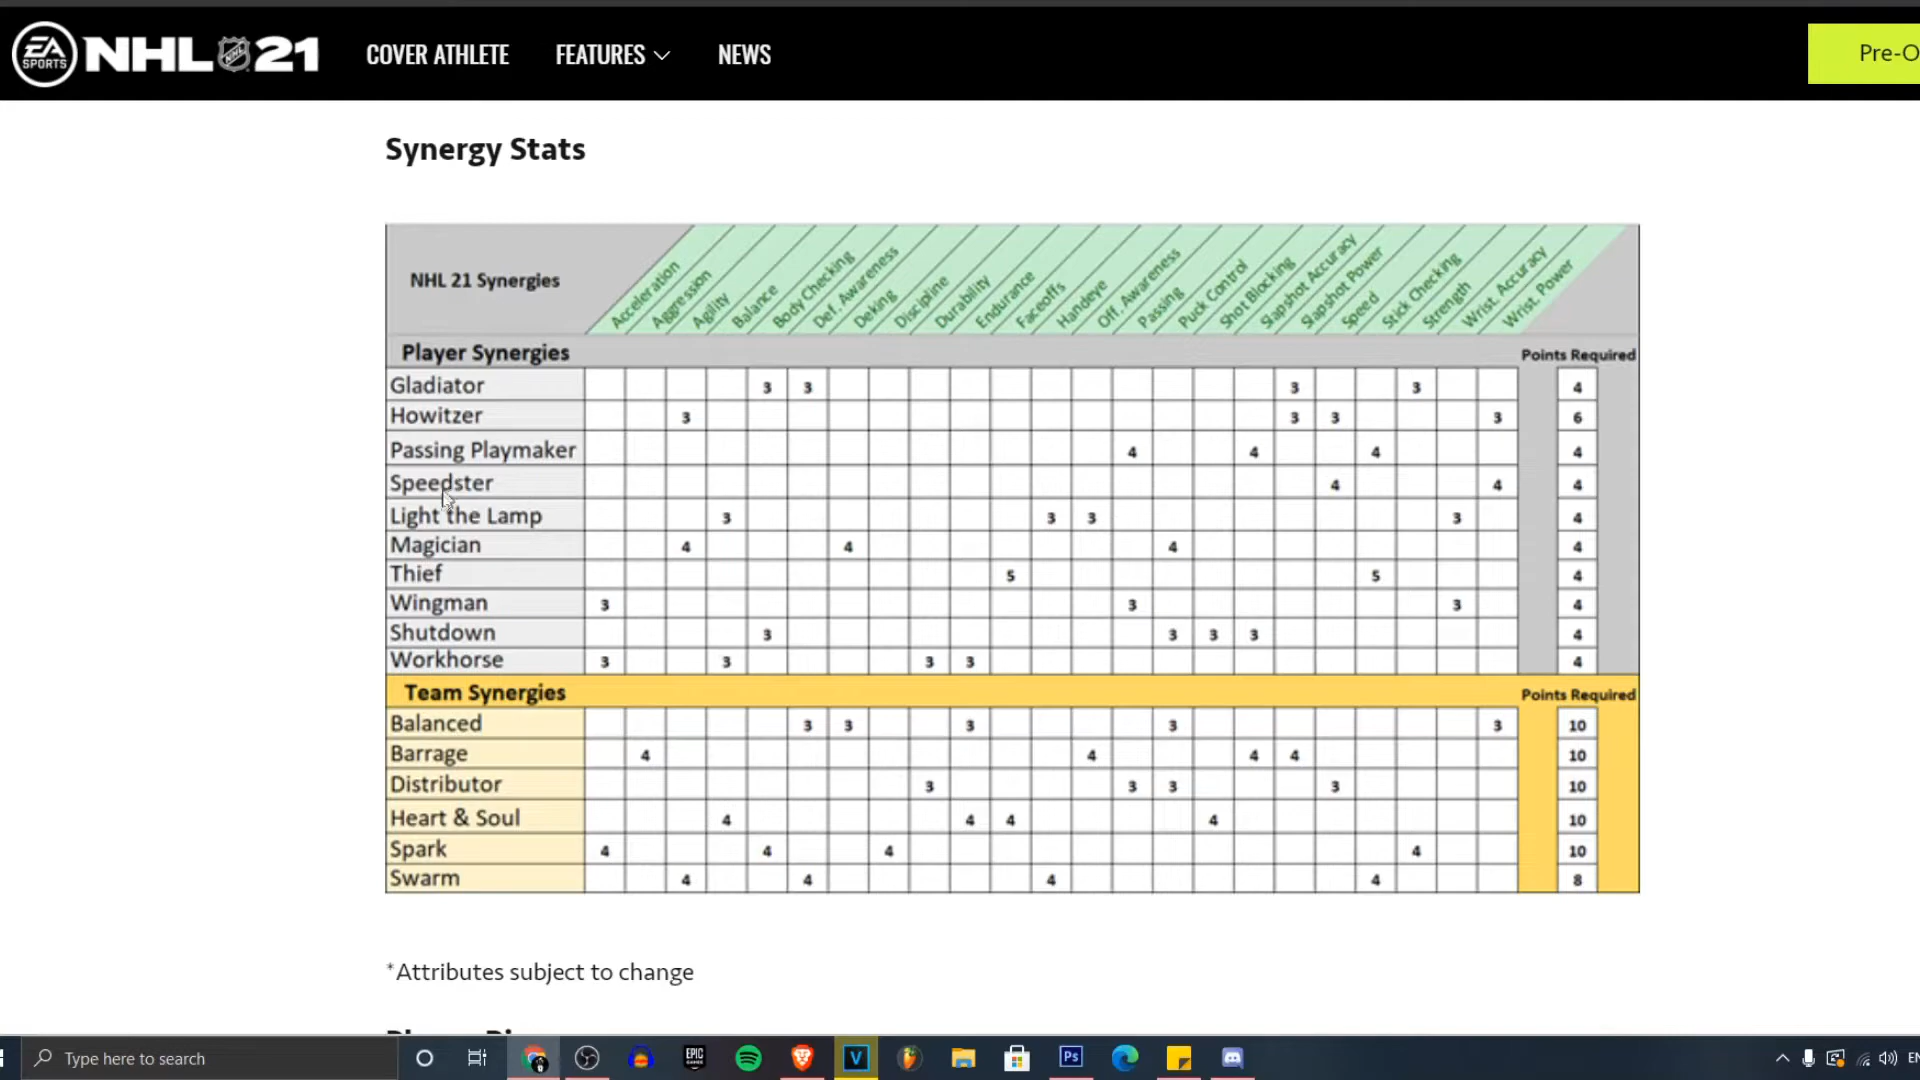 EA SPORTS NHL 21 COVER ATHLETE FEATURES NEWS Pre-O
Synergy Stats
NHL 21 Synergies Acceleration Aggression Agility Balance Body Checking Def. Awareness Deking Discipline Durability Endurance Faceoffs Handeye Off. Awareness Passing Puck Control Shot Blocking Slapshot Accuracy Slapshot Power Speed Stick Checking Strength Wrist. Accuracy Wrist. Power
Player Synergies Points Required
Gladiator 3 3 3 3 4
Howitzer 3 3 3 3 6
Passing Playmaker 4 4 4 4
Speedster 4 4 4
Light the Lamp 3 3 3 3 4
Magician 4 4 4 4
Thief 5 5 4
Wingman 3 3 3 4
Shutdown 3 3 3 3 4
Workhorse 3 3 3 3 4
Team Synergies Points Required
Balanced 3 3 3 3 3 10
Barrage 4 4 4 4 10
Distributor 3 3 3 3 10
Heart & Soul 4 4 4 4 10
Spark 4 4 4 4 10
Swarm 4 4 4 4 8
*Attributes subject to change
Type here to search EPIC GAMES V Ps EN